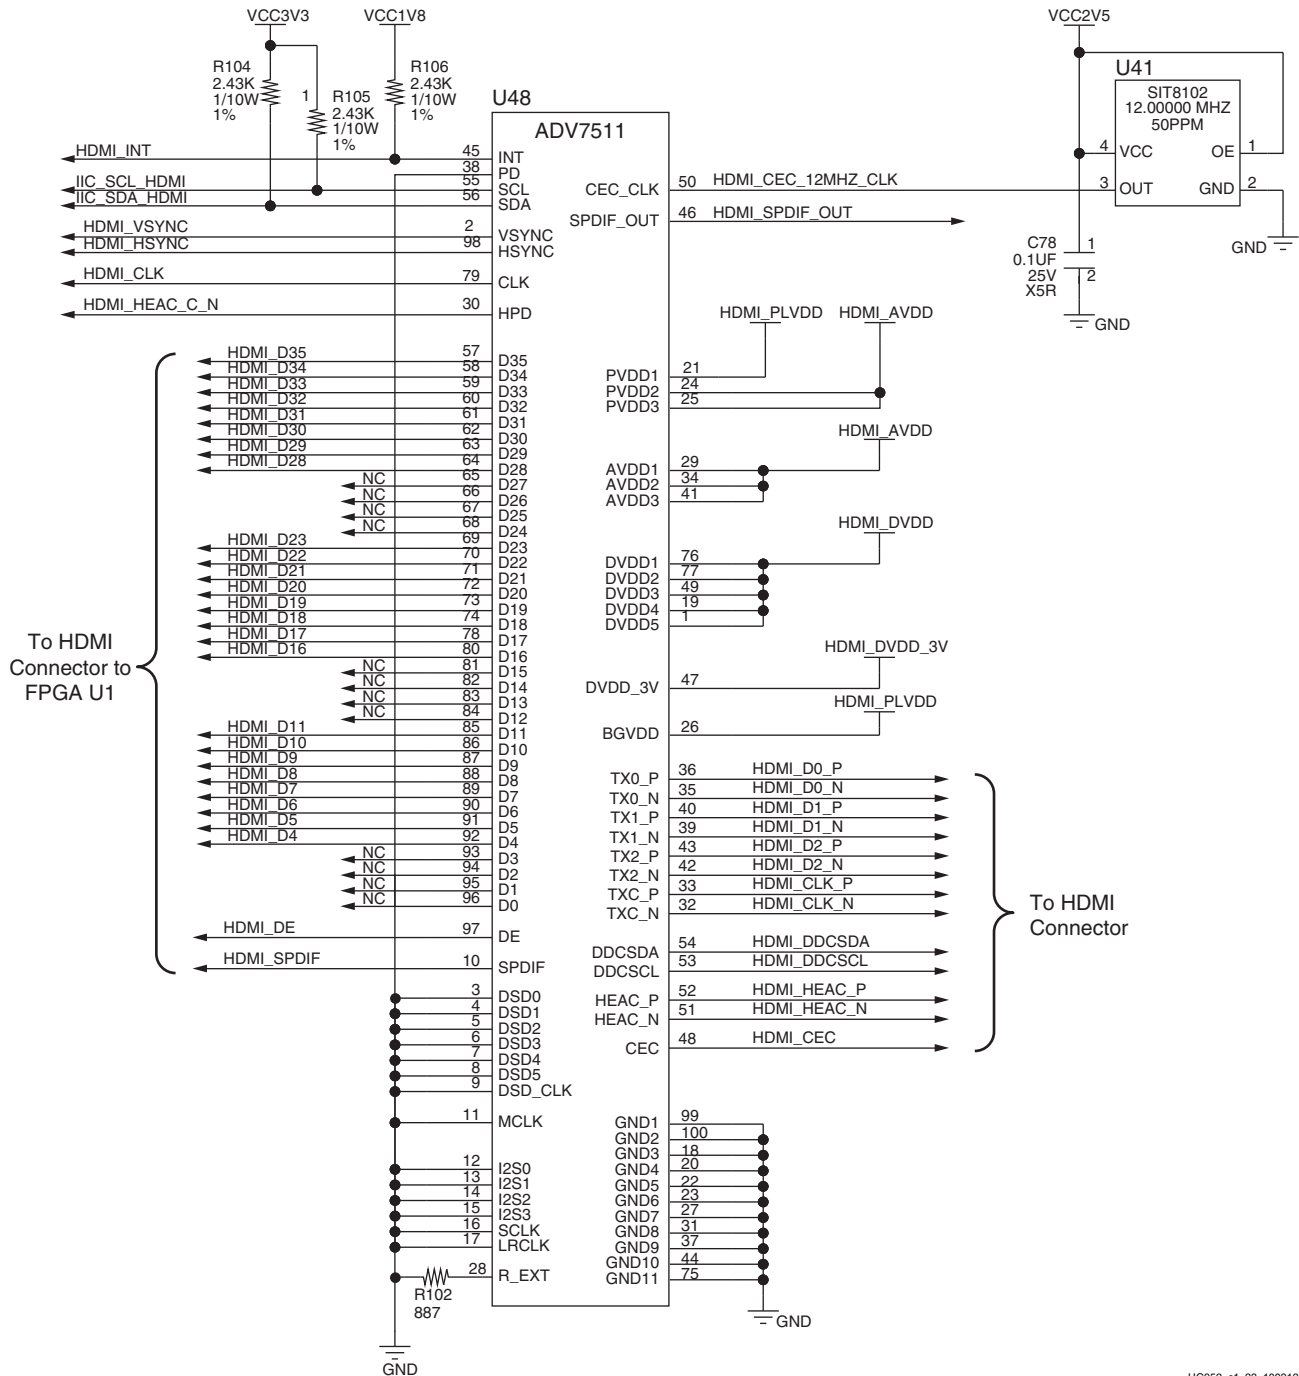 VCC3V3
VCC1V8
VCC2V5
R104
2.43K
1/10W
1%
1
R105
2.43K
1/10W
1%
R106
2.43K
1/10W
1%
U48
ADV7511
U41
SIT8102
12.00000 MHZ
50PPM
4 VCC
OE 1
3 OUT
GND 2
GND
C78
0.1UF
25V
X5R
1
2
GND
HDMI_INT 45 INT
38 PD
IIC_SCL_HDMI 55 SCL
IIC_SDA_HDMI 56 SDA
HDMI_VSYNC 2 VSYNC
HDMI_HSYNC 98 HSYNC
HDMI_CLK 79 CLK
HDMI_HEAC_C_N 30 HPD
HDMI_D35 57 D35
HDMI_D34 58 D34
HDMI_D33 59 D33
HDMI_D32 60 D32
HDMI_D31 61 D31
HDMI_D30 62 D30
HDMI_D29 63 D29
HDMI_D28 64 D28
NC 65 D27
NC 66 D26
NC 67 D25
NC 68 D24
HDMI_D23 69 D23
HDMI_D22 70 D22
HDMI_D21 71 D21
HDMI_D20 72 D20
HDMI_D19 73 D19
HDMI_D18 74 D18
HDMI_D17 78 D17
HDMI_D16 80 D16
NC 81 D15
NC 82 D14
NC 83 D13
NC 84 D12
HDMI_D11 85 D11
HDMI_D10 86 D10
HDMI_D9 87 D9
HDMI_D8 88 D8
HDMI_D7 89 D7
HDMI_D6 90 D6
HDMI_D5 91 D5
HDMI_D4 92 D4
NC 93 D3
NC 94 D2
NC 95 D1
NC 96 D0
HDMI_DE 97 DE
HDMI_SPDIF 10 SPDIF
To HDMI
Connector to
FPGA U1
3 DSD0
4 DSD1
5 DSD2
6 DSD3
7 DSD4
8 DSD5
9 DSD_CLK
11 MCLK
12 I2S0
13 I2S1
14 I2S2
15 I2S3
16 SCLK
17 LRCLK
28 R_EXT
R102
887
GND
CEC_CLK 50 HDMI_CEC_12MHZ_CLK
SPDIF_OUT 46 HDMI_SPDIF_OUT
HDMI_PLVDD
HDMI_AVDD
PVDD1 21
PVDD2 24
PVDD3 25
HDMI_AVDD
AVDD1 29
AVDD2 34
AVDD3 41
HDMI_DVDD
DVDD1 76
DVDD2 77
DVDD3 49
DVDD4 19
DVDD5 1
HDMI_DVDD_3V
DVDD_3V 47
HDMI_PLVDD
BGVDD 26
TX0_P 36 HDMI_D0_P
TX0_N 35 HDMI_D0_N
TX1_P 40 HDMI_D1_P
TX1_N 39 HDMI_D1_N
TX2_P 43 HDMI_D2_P
TX2_N 42 HDMI_D2_N
TXC_P 33 HDMI_CLK_P
TXC_N 32 HDMI_CLK_N
DDCSDA 54 HDMI_DDCSDA
DDCSCL 53 HDMI_DDCSCL
HEAC_P 52 HDMI_HEAC_P
HEAC_N 51 HDMI_HEAC_N
CEC 48 HDMI_CEC
To HDMI
Connector
GND1 99
GND2 100
GND3 18
GND4 20
GND5 22
GND6 23
GND7 27
GND8 31
GND9 37
GND10 44
GND11 75
GND